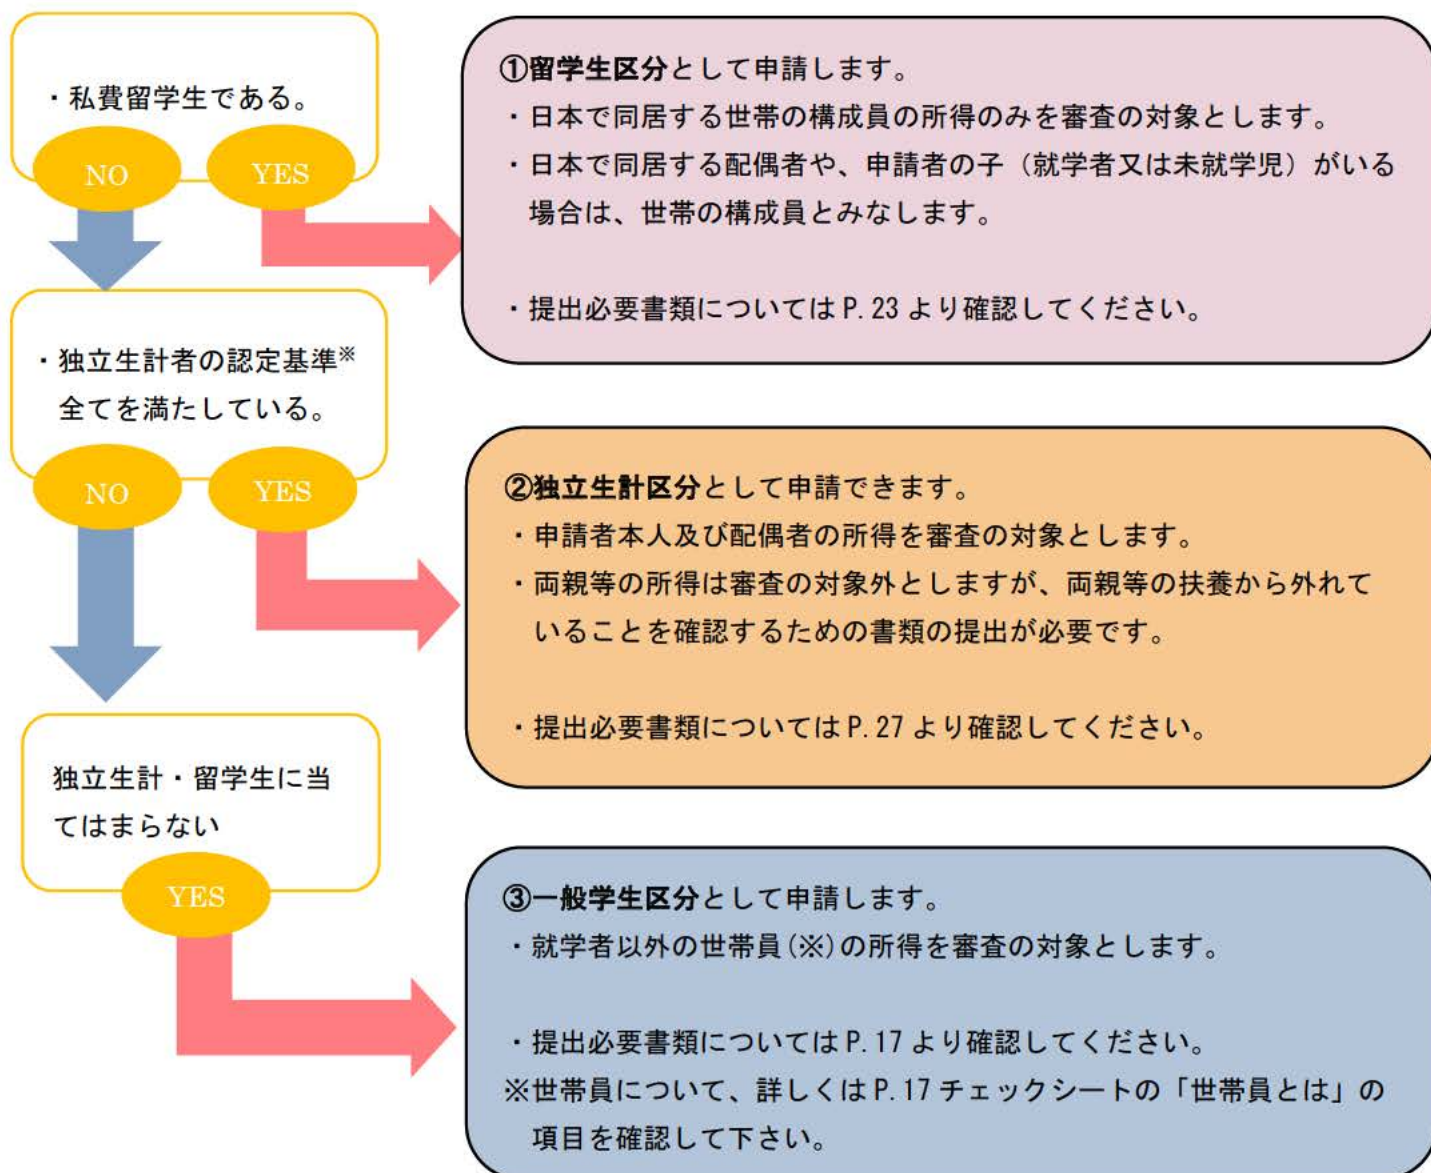 ・私費留学生である。
NO
YES
①留学生区分として申請します。
・日本で同居する世帯の構成員の所得のみを審査の対象とします。
・日本で同居する配偶者や、申請者の子（就学者又は未就学児）がいる
場合は、世帯の構成員とみなします。
・提出必要書類についてはP.23より確認してください。
・独立生計者の認定基準※
全てを満たしている。
NO
YES
②独立生計区分として申請できます。
・申請者本人及び配偶者の所得を審査の対象とします。
・両親等の所得は審査の対象外としますが、両親等の扶養から外れて
いることを確認するための書類の提出が必要です。
・提出必要書類についてはP.27より確認してください。
独立生計・留学生に当
てはまらない
YES
③一般学生区分として申請します。
・就学者以外の世帯員(※)の所得を審査の対象とします。
・提出必要書類についてはP.17より確認してください。
※世帯員について、詳しくはP.17チェックシートの「世帯員とは」の
項目を確認して下さい。